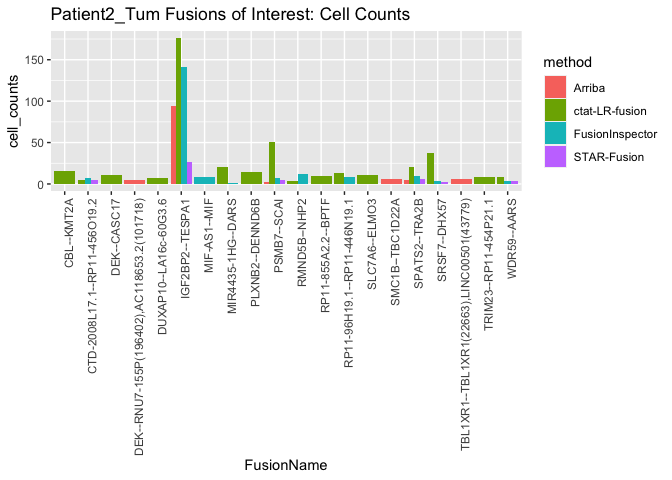 Patient2_Tum Fusions of Interest: Cell Counts
cell_counts
150
100
50
0
CBL--KMT2A
CTD-2008L17.1--RP11-456O19.2
DEK--CASC17
DEK--RNU7-155P(196402),AC118653.2(101718)
DUXAP10--LA16c-60G3.6
IGF2BP2--TESPA1
MIF-AS1--MIF
MIR4435-1HG--DARS
PLXNB2--DENND6B
PSMB7--SCAI
RMND5B--NHP2
RP11-855A2.2--BPTF
RP11-96H19.1--RP11-446N19.1
SLC7A6--ELMO3
SMC1B--TBC1D22A
SPATS2--TRA2B
SRSF7--DHX57
TBL1XR1--TBL1XR1(22663),LINC00501(43779)
TRIM23--RP11-454P21.1
WDR59--AARS
FusionName
method
Arriba
ctat-LR-fusion
FusionInspector
STAR-Fusion